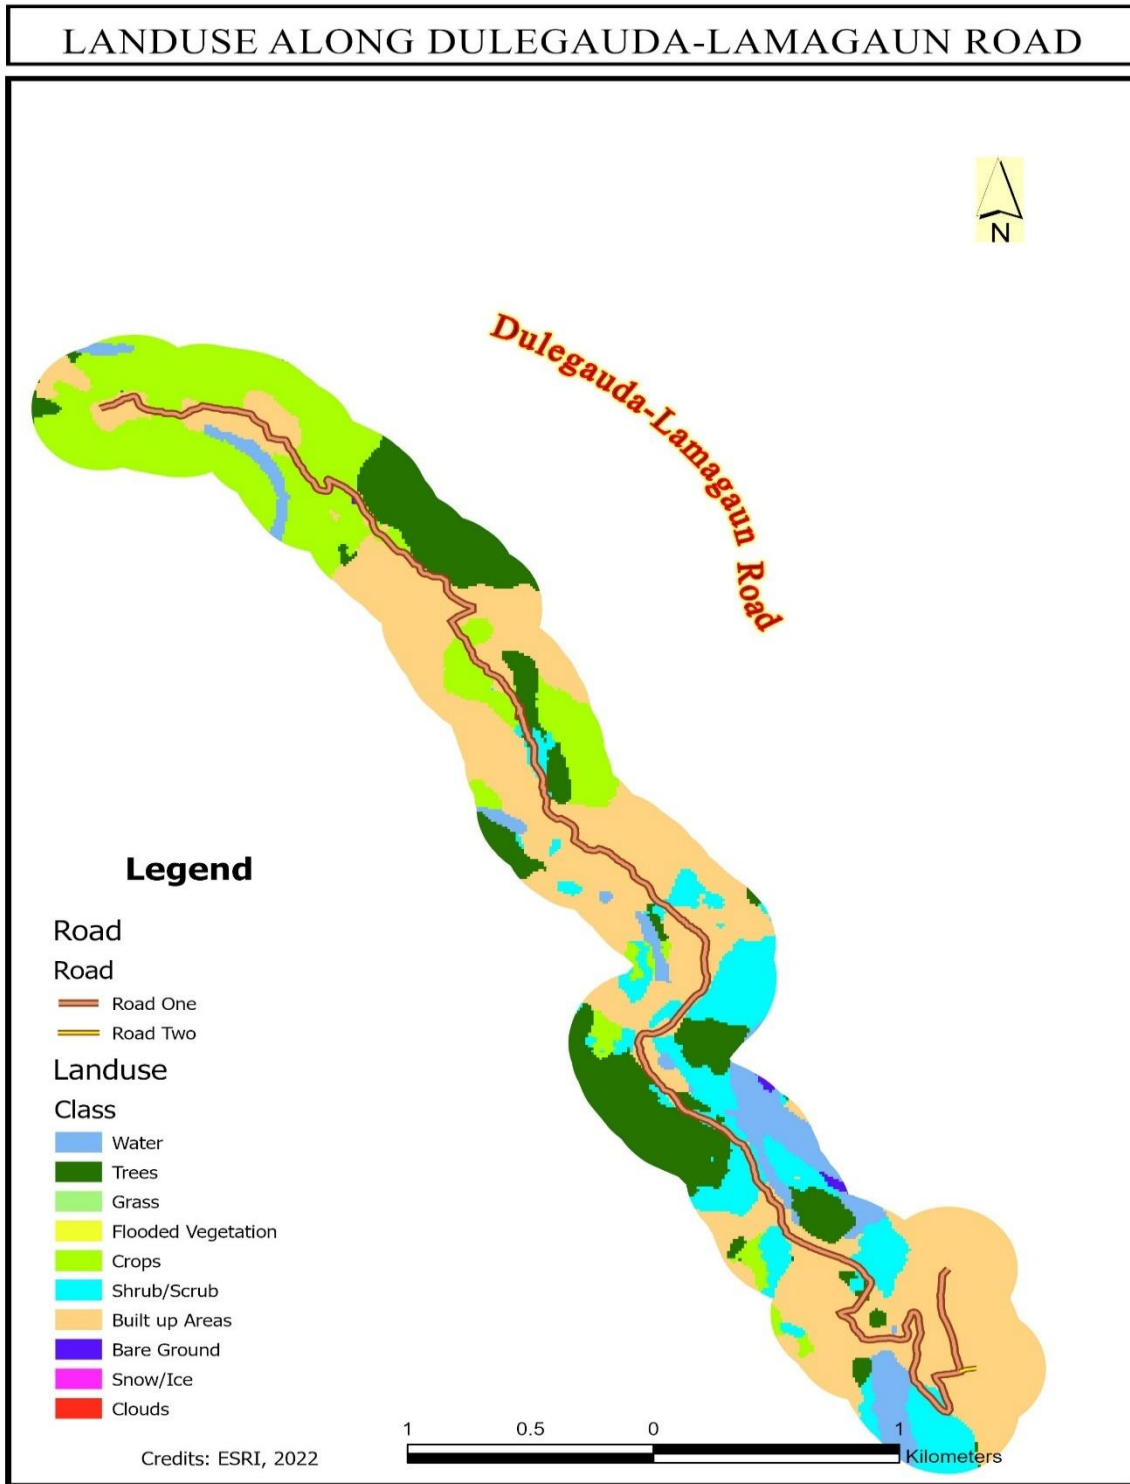 LANDUSE ALONG DULEGAUDA-LAMAGAUN ROAD
N
Dulegauda-Lamagaun Road
Legend
Road
Road
Road One
Road Two
Landuse
Class
Water
Trees
Grass
Flooded Vegetation
Crops
Shrub/Scrub
Built up Areas
Bare Ground
Snow/Ice
Clouds
1 0.5 0 1
Kilometers
Credits: ESRI, 2022